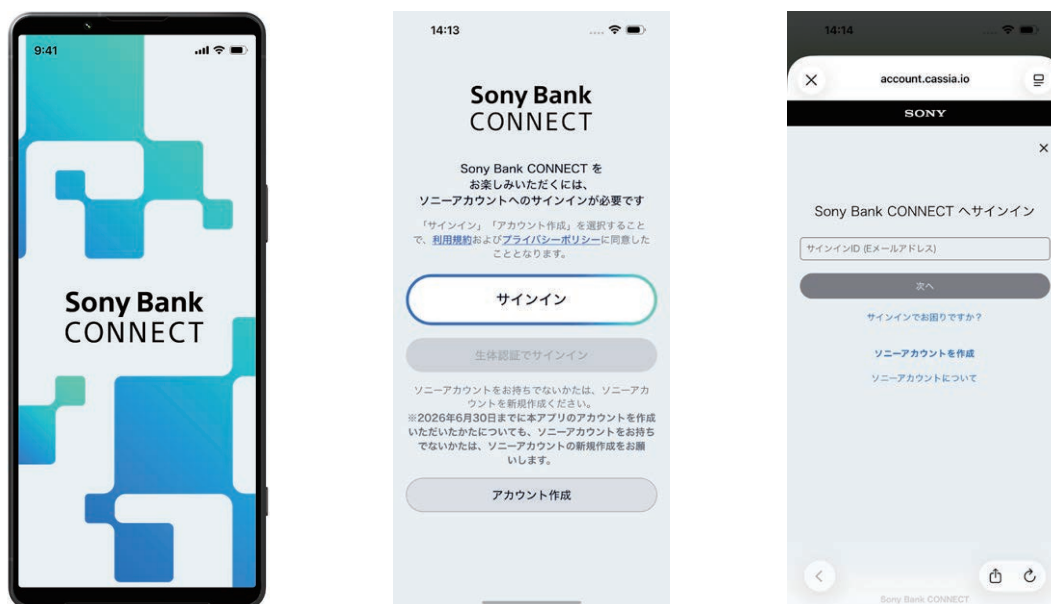 9:41
Sony Bank
CONNECT
14:13
Sony Bank
CONNECT
Sony Bank CONNECT を
お楽しみいただくには、
ソニーアカウントへのサインインが必要です
「サインイン」「アカウント作成」を選択すること
で、利用規約およびプライバシーポリシーに同意した
こととなります。
サインイン
生体認証でサインイン
ソニーアカウントをお持ちでないかたは、ソニーアカ
ウントを新規作成ください。
※2026年6月30日までに本アプリのアカウントを作成
いただいたかたについても、ソニーアカウントをお持ち
でないかたは、ソニーアカウントの新規作成をお願
いします。
アカウント作成
14:14
account.cassia.io
SONY
Sony Bank CONNECT へサインイン
サインインID (Eメールアドレス)
次へ
サインインでお困りですか？
ソニーアカウントを作成
ソニーアカウントについて
Sony Bank CONNECT